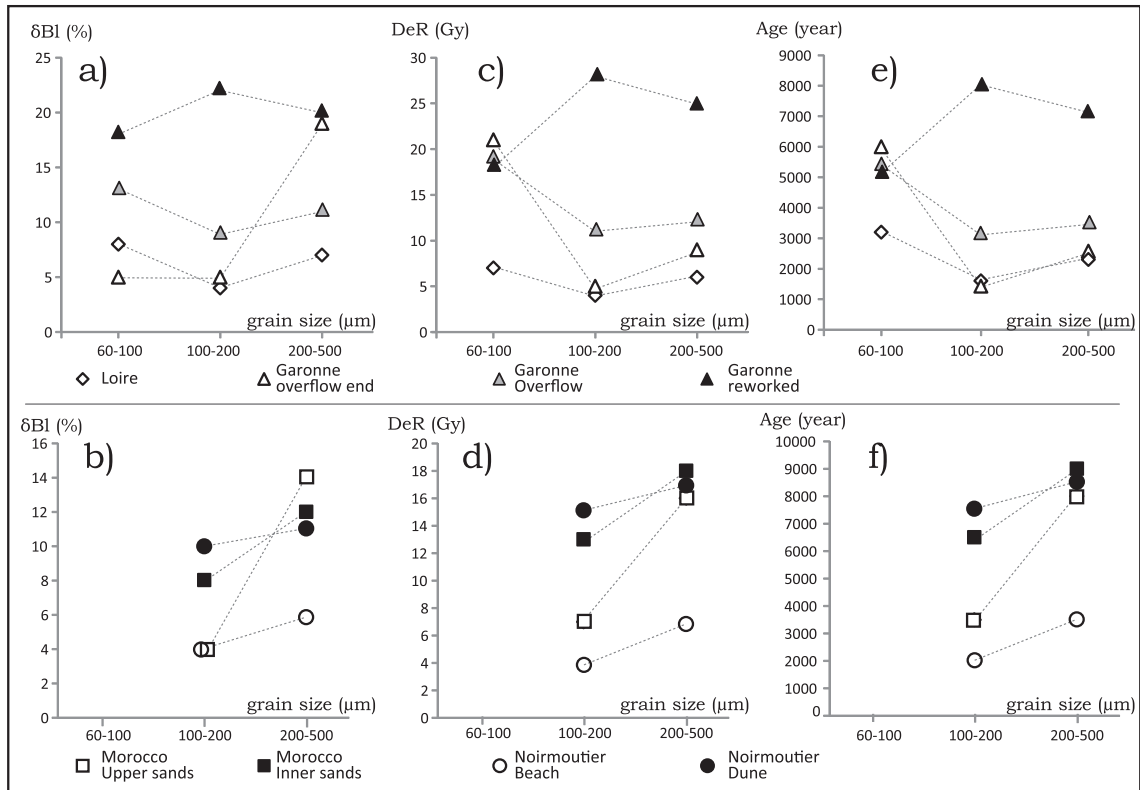 δBl (%)
25
20
15
10
5
0
a)
grain size (μm)
60-100 100-200 200-500
DeR (Gy)
30
25
20
15
10
5
0
c)
grain size (μm)
60-100 100-200 200-500
Age (year)
9000
8000
7000
6000
5000
4000
3000
2000
1000
0
e)
grain size (μm)
60-100 100-200 200-500
Loire
Garonne
overflow end
Garonne
Overflow
Garonne
reworked
δBl (%)
16
14
12
10
8
6
4
2
0
b)
grain size (μm)
60-100 100-200 200-500
DeR (Gy)
20
18
16
14
12
10
8
6
4
2
0
d)
grain size (μm)
60-100 100-200 200-500
Age (year)
10000
9000
8000
7000
6000
5000
4000
3000
2000
1000
0
f)
grain size (μm)
60-100 100-200 200-500
Morocco
Upper sands
Morocco
Inner sands
Noirmoutier
Beach
Noirmoutier
Dune